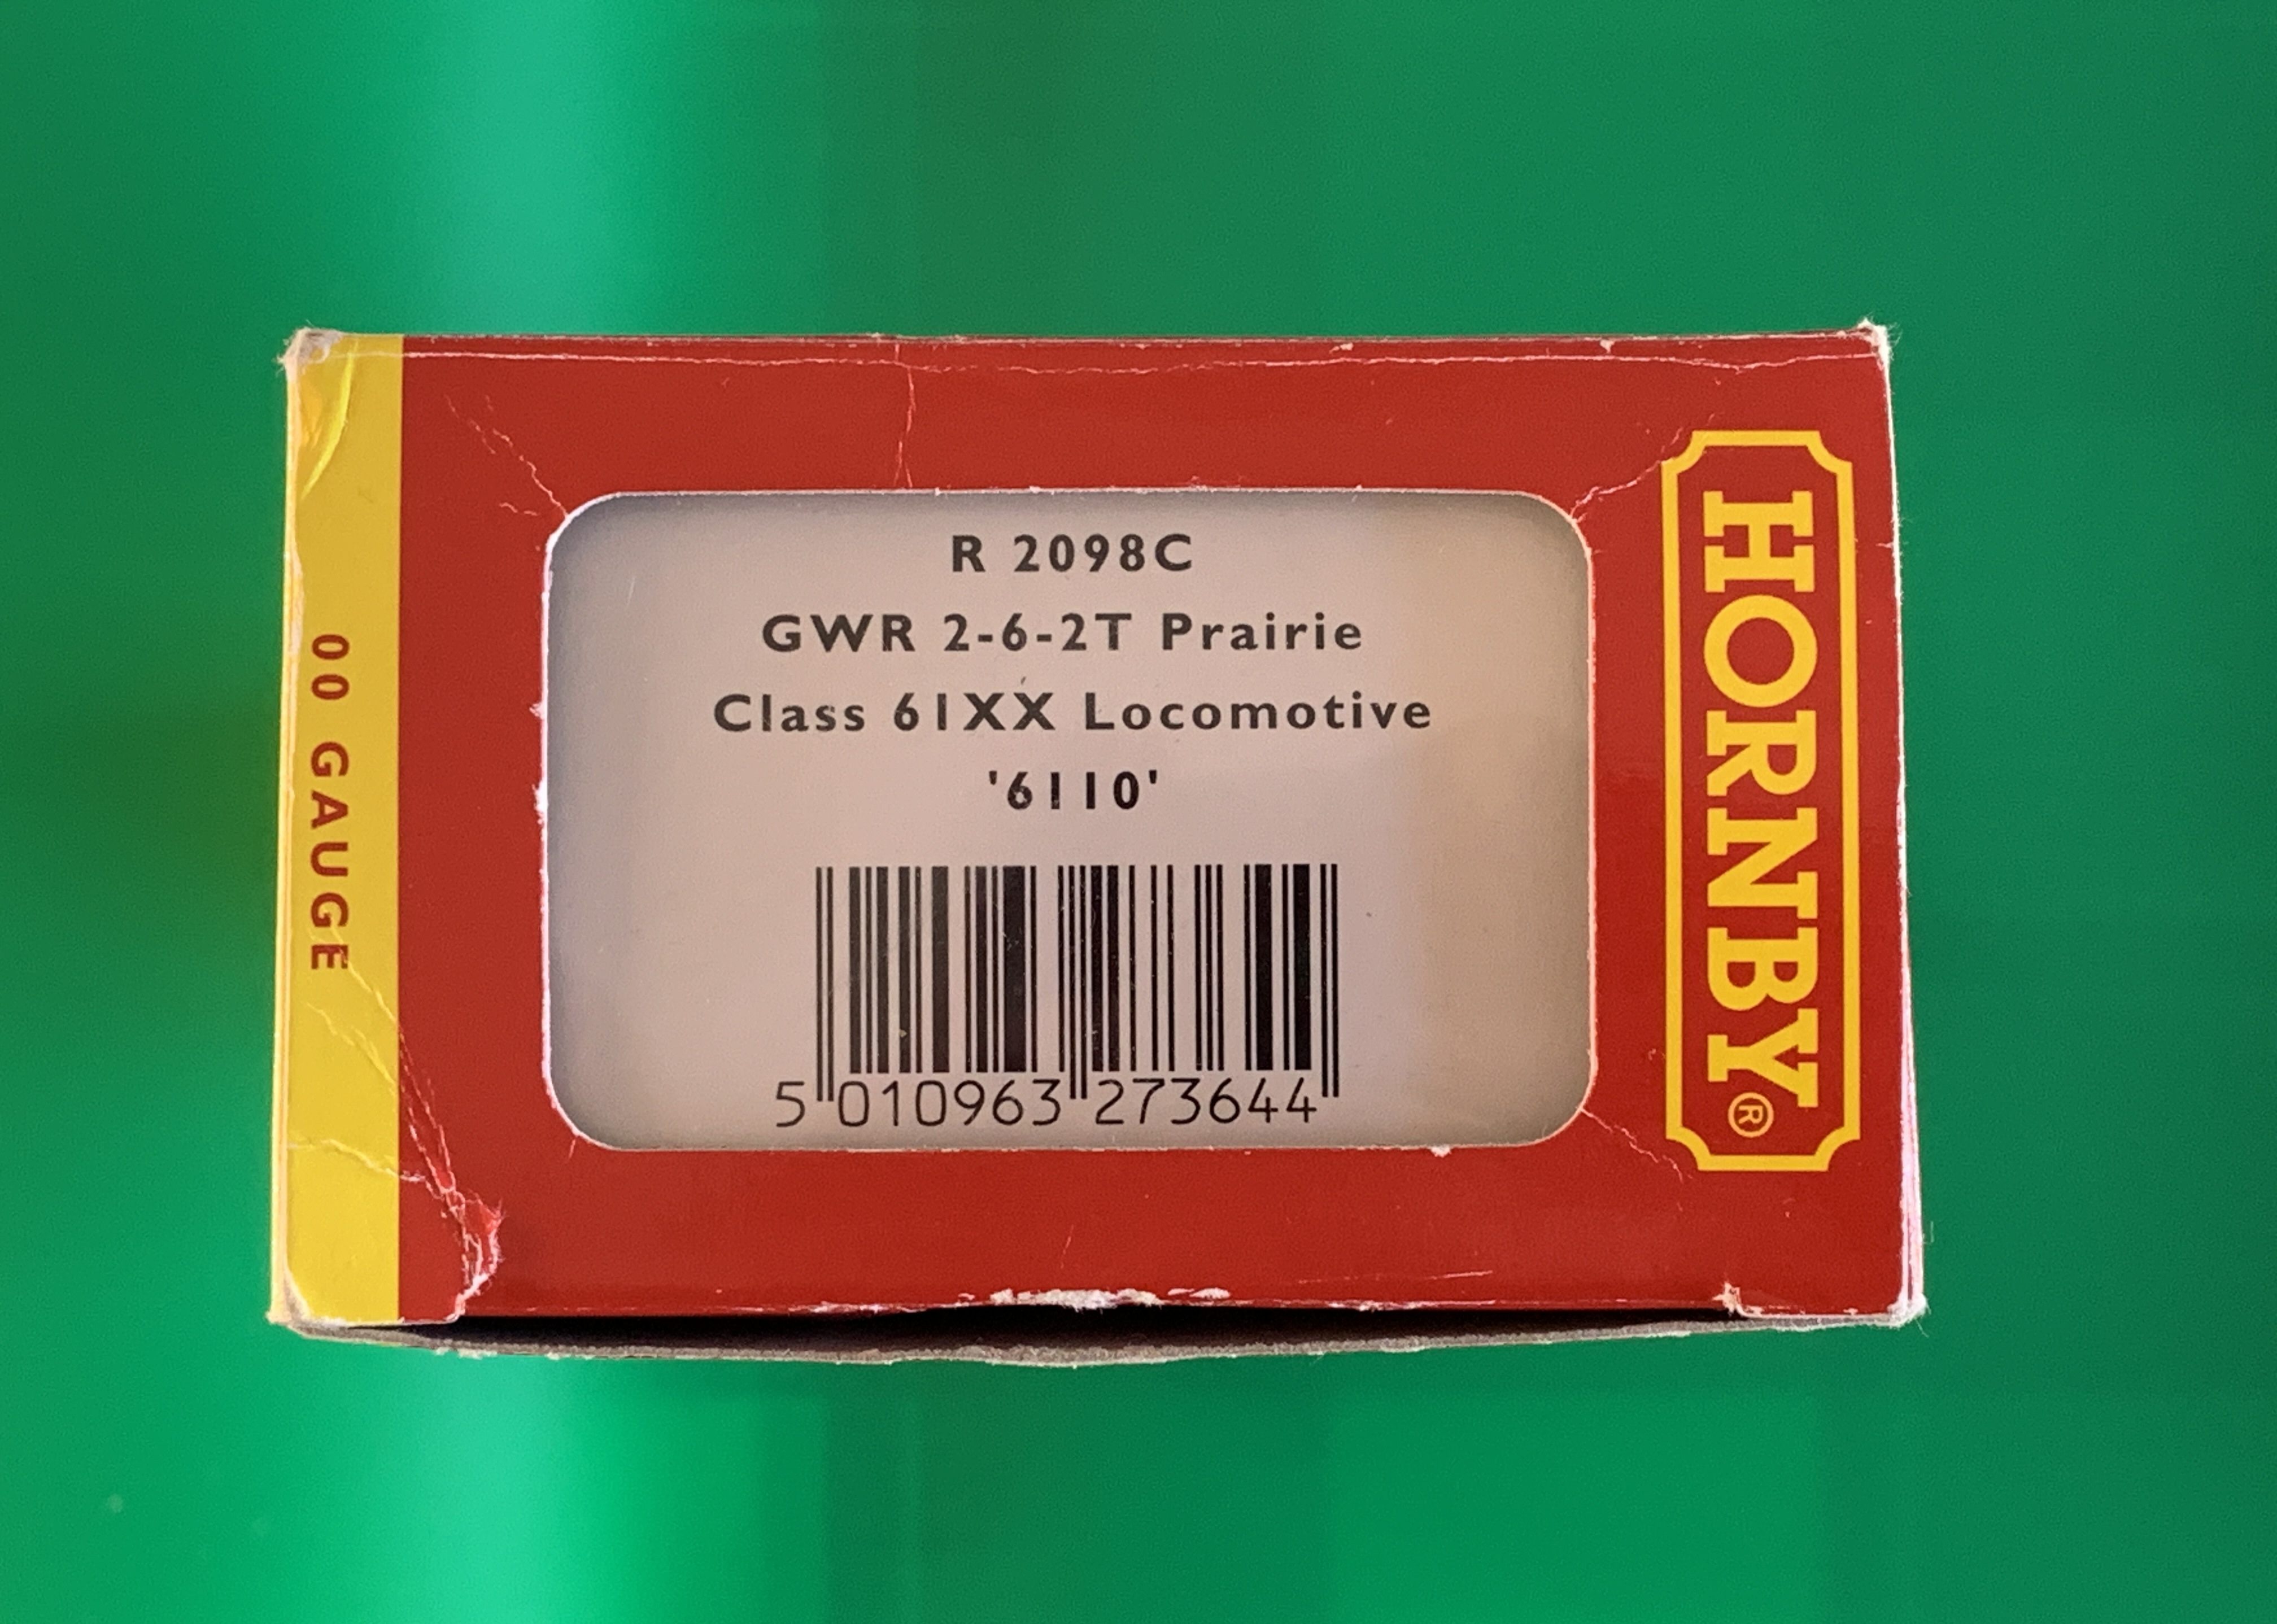 00 GAUGE
R 2098C
GWR 2-6-2T Prairie
Class 61XX Locomotive
'6110'
5 010963 273644
HORNBY®